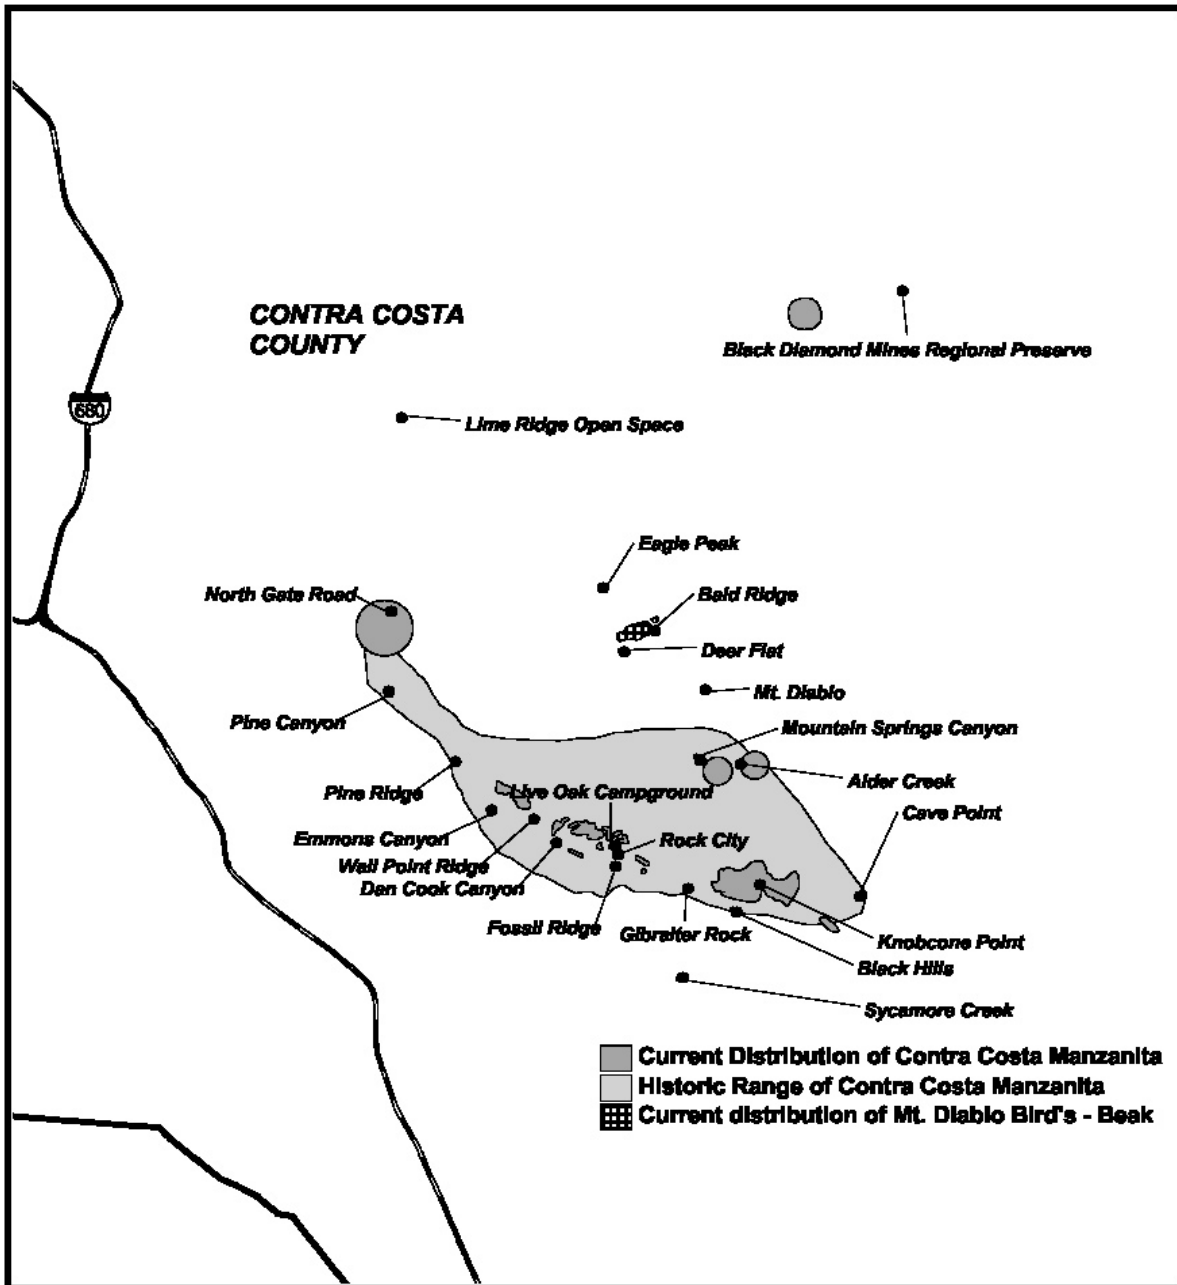 CONTRA COSTA
COUNTY
Black Diamond Mines Regional Preserve
680
Lime Ridge Open Space
Eagle Peak
North Gate Road
Bald Ridge
Deer Flat
Mt. Diablo
Pine Canyon
Mountain Springs Canyon
Alder Creek
Pine Ridge
Live Oak Campground
Cave Point
Emmons Canyon
Rock City
Wall Point Ridge
Dan Cook Canyon
Fossil Ridge
Gibralter Rock
Knobcone Point
Black Hills
Sycamore Creek
Current Distribution of Contra Costa Manzanita
Historic Range of Contra Costa Manzanita
Current distribution of Mt. Diablo Bird's - Beak